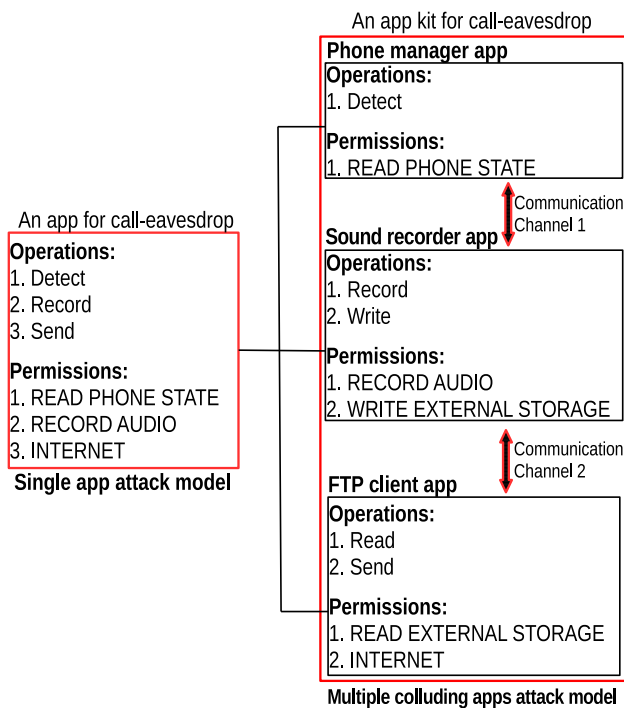 An app for call-eavesdrop
Operations:
1. Detect
2. Record
3. Send
Permissions:
1. READ PHONE STATE
2. RECORD AUDIO
3. INTERNET
Single app attack model
An app kit for call-eavesdrop
Phone manager app
Operations:
1. Detect
Permissions:
1. READ PHONE STATE
Communication
Channel 1
Sound recorder app
Operations:
1. Record
2. Write
Permissions:
1. RECORD AUDIO
2. WRITE EXTERNAL STORAGE
Communication
Channel 2
FTP client app
Operations:
1. Read
2. Send
Permissions:
1. READ EXTERNAL STORAGE
2. INTERNET
Multiple colluding apps attack model